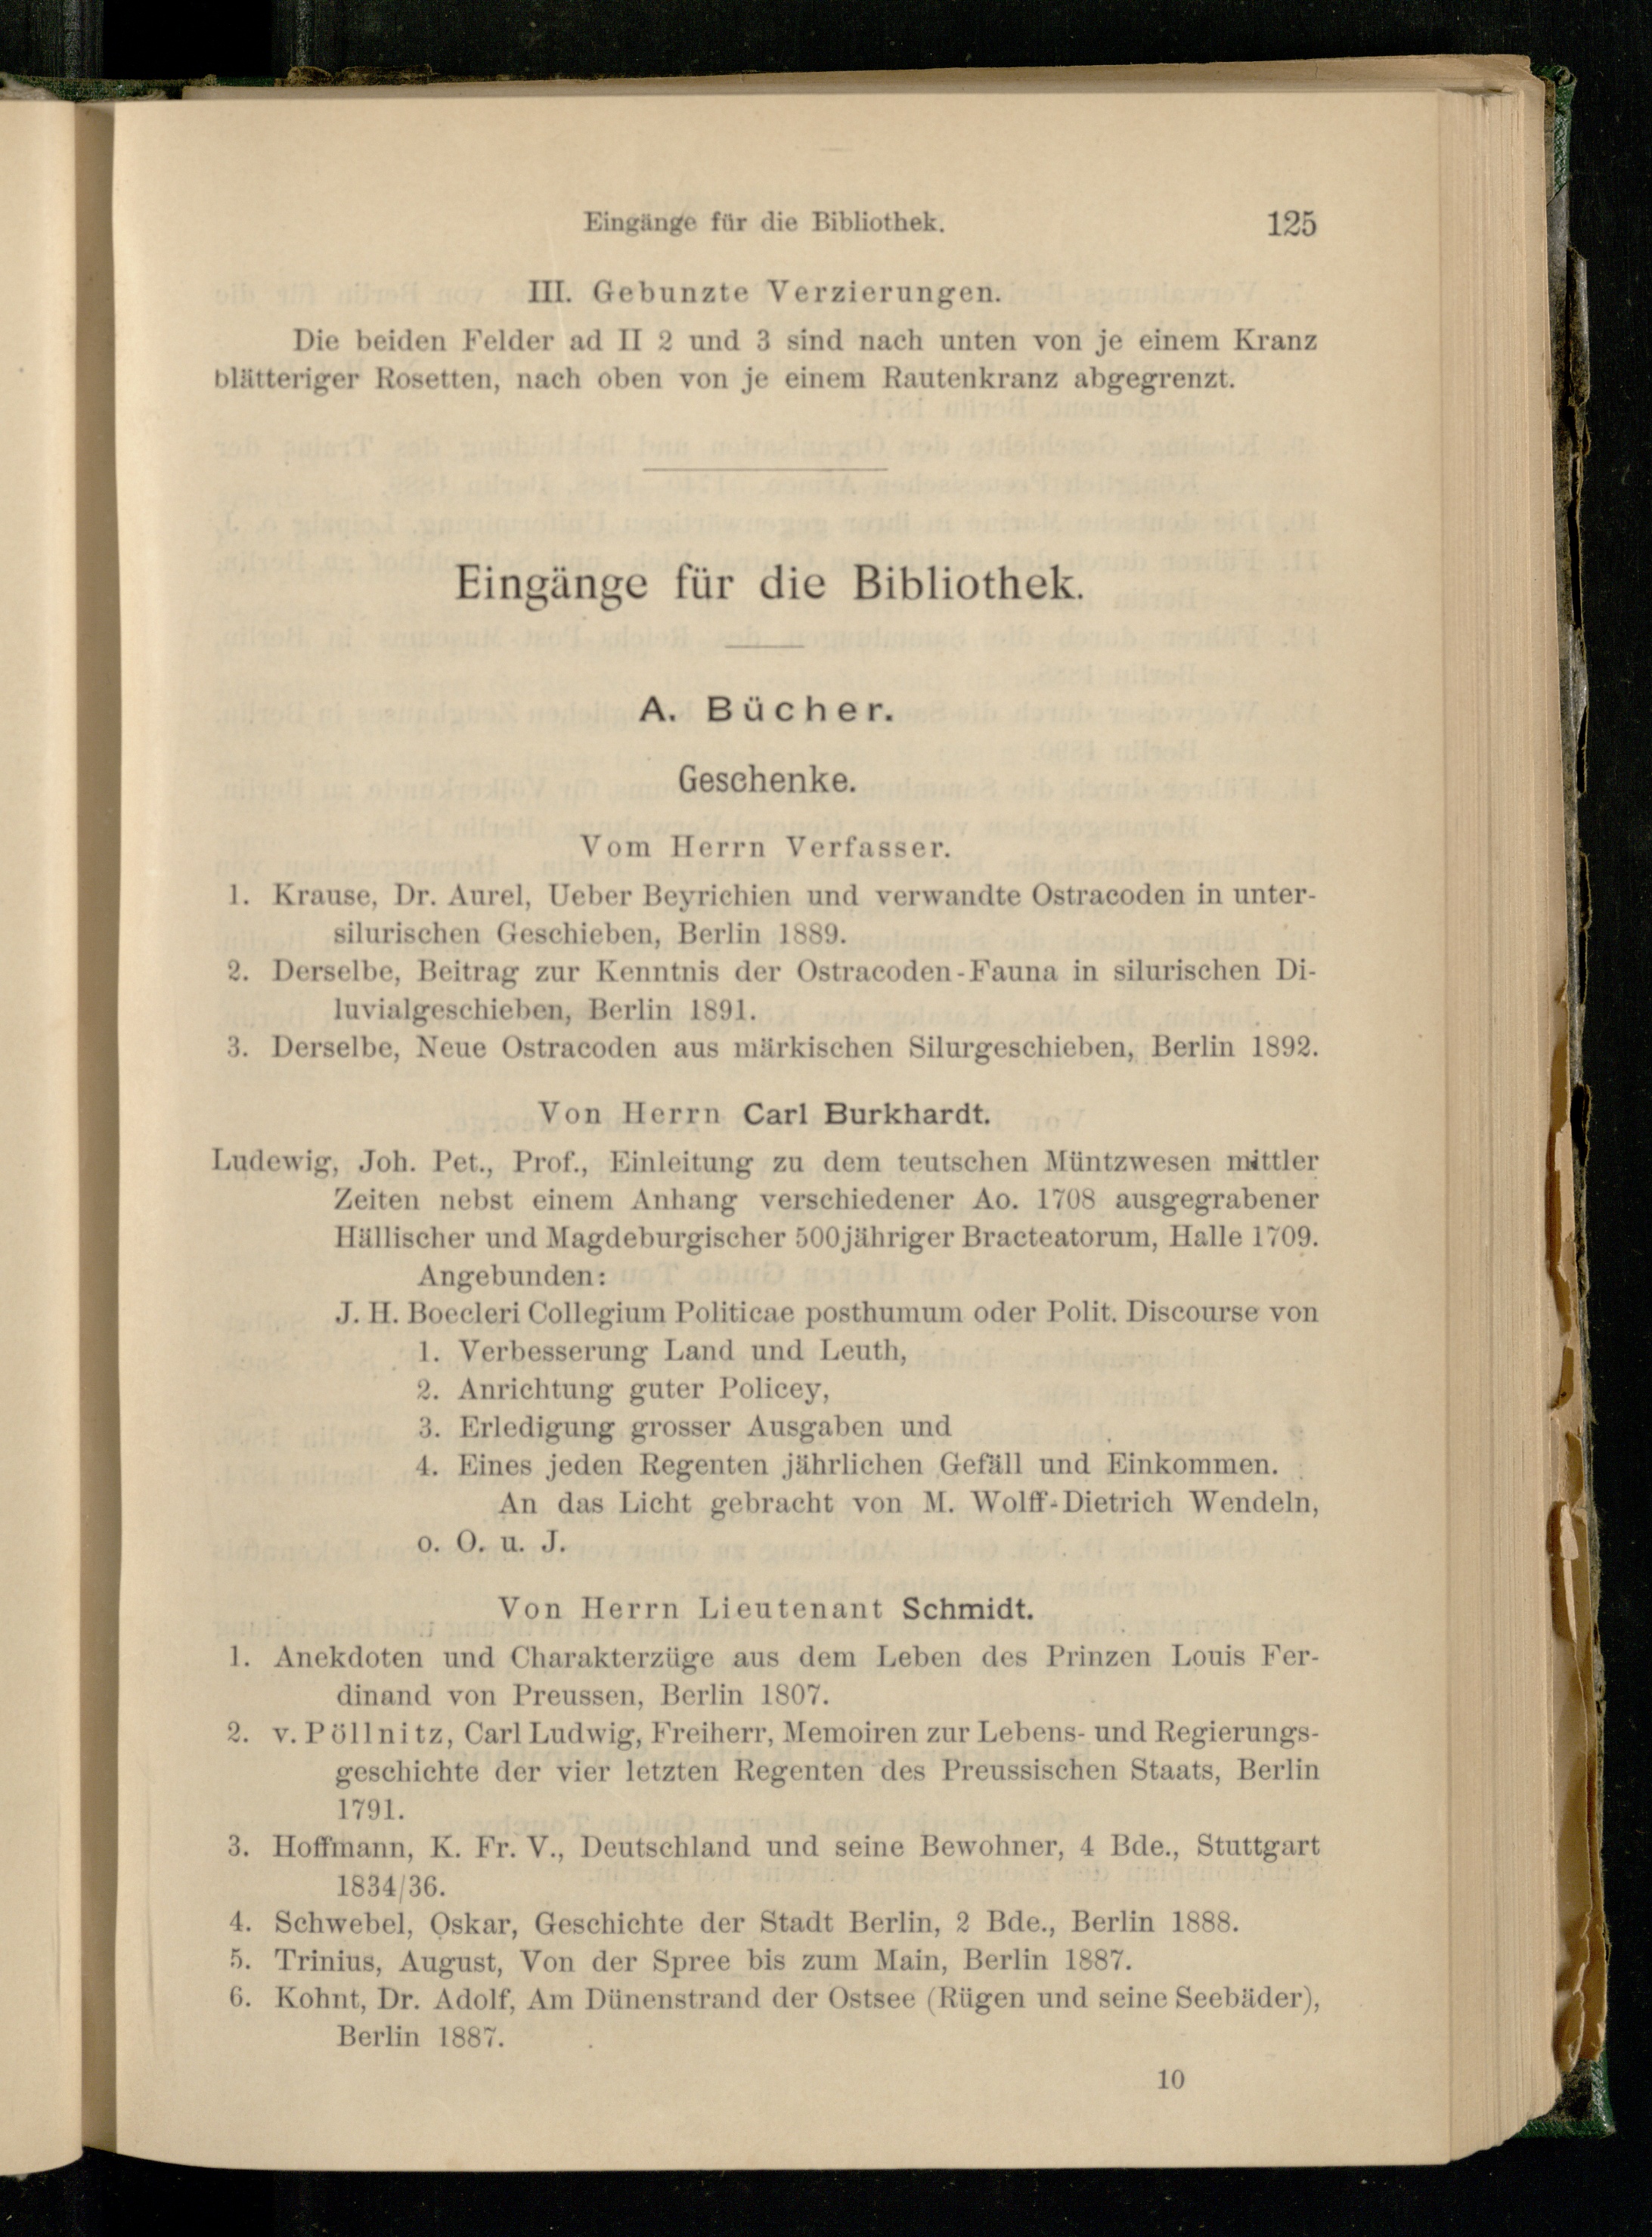 Eingänge für die Bibliothek. 125
III. Gebunzte Verzierungen.
Die beiden Felder ad II 2 und 3 sind nach unten von je einem Kranz
blätteriger Rosetten, nach oben von je einem Rautenkranz abgegrenzt.
Eingänge für die Bibliothek.
A. Bücher.
Geschenke.
Vom Herrn Verfasser.
1. Krause, Dr. Aurel, Ueber Beyrichien und verwandte Ostracoden in unter-
silurischen Geschieben, Berlin 1889.
2. Derselbe, Beitrag zur Kenntnis der Ostracoden-Fauna in silurischen Di-
luvialgeschieben, Berlin 1891.
3. Derselbe, Neue Ostracoden aus märkischen Silurgeschieben, Berlin 1892.
Von Herrn Carl Burkhardt.
Ludewig, Joh. Pet., Prof., Einleitung zu dem teutschen Müntzwesen mittler
Zeiten nebst einem Anhang verschiedener Ao. 1708 ausgegrabener
Hällischer und Magdeburgischer 500jähriger Bracteatorum, Halle 1709.
Angebunden:
J. H. Boecleri Collegium Politicae posthumum oder Polit. Discourse von
1. Verbesserung Land und Leuth,
2. Anrichtung guter Policey,
3. Erledigung grosser Ausgaben und
4. Eines jeden Regenten jährlichen Gefäll und Einkommen.
An das Licht gebracht von M. Wolff-Dietrich Wendeln,
o. O. u. J.
Von Herrn Lieutenant Schmidt.
1. Anekdoten und Charakterzüge aus dem Leben des Prinzen Louis Fer-
dinand von Preussen, Berlin 1807.
2. v. Pöllnitz, Carl Ludwig, Freiherr, Memoiren zur Lebens- und Regierungs-
geschichte der vier letzten Regenten des Preussischen Staats, Berlin
1791.
3. Hoffmann, K. Fr. V., Deutschland und seine Bewohner, 4 Bde., Stuttgart
1834/36.
4. Schwebel, Oskar, Geschichte der Stadt Berlin, 2 Bde., Berlin 1888.
5. Trinius, August, Von der Spree bis zum Main, Berlin 1887.
6. Kohnt, Dr. Adolf, Am Dünenstrand der Ostsee (Rügen und seine Seebäder),
Berlin 1887.
10